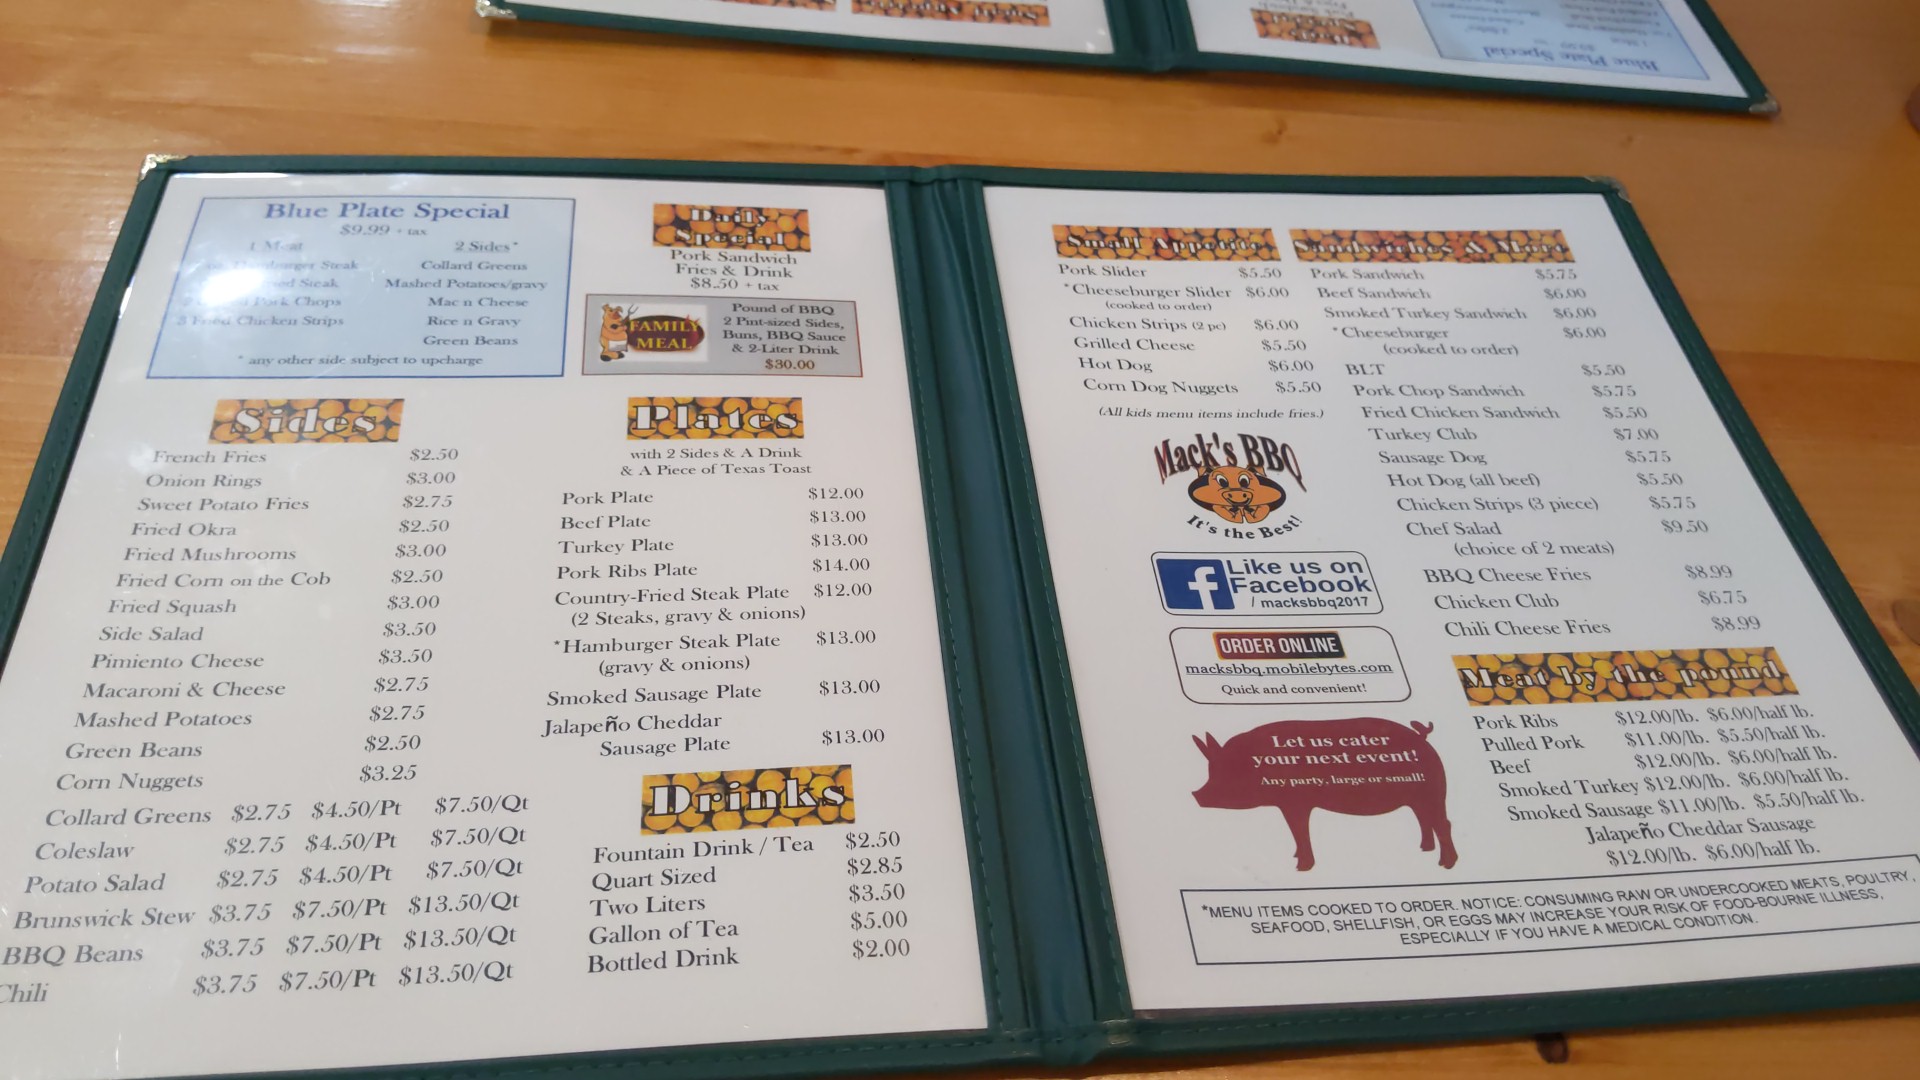 Blue Plate Special
$9.99 + tax
1 Meat 2 Sides*
Hamburger Steak Collard Greens
Steak Mashed Potatoes/gravy
Pork Chops Mac n Cheese
3 Fried Chicken Strips Rice n Gravy
Green Beans
* any other side subject to upcharge
Daily
Special
Pork Sandwich
Fries & Drink
$8.50 + tax
FAMILY
MEAL
Pound of BBQ
2 Pint-sized Sides,
Buns, BBQ Sauce
& 2-Liter Drink
$30.00
Sides
French Fries $2.50
Onion Rings $3.00
Sweet Potato Fries $2.75
Fried Okra $2.50
Fried Mushrooms $3.00
Fried Corn on the Cob $2.50
Fried Squash $3.00
Side Salad $3.50
Pimiento Cheese $3.50
Macaroni & Cheese $2.75
Mashed Potatoes $2.75
Green Beans $2.50
Corn Nuggets $3.25
Collard Greens $2.75 $4.50/Pt $7.50/Qt
Coleslaw $2.75 $4.50/Pt $7.50/Qt
Potato Salad $2.75 $4.50/Pt $7.50/Qt
Brunswick Stew $3.75 $7.50/Pt $13.50/Qt
BBQ Beans $3.75 $7.50/Pt $13.50/Qt
Chili $3.75 $7.50/Pt $13.50/Qt
Plates
with 2 Sides & A Drink
& A Piece of Texas Toast
Pork Plate $12.00
Beef Plate $13.00
Turkey Plate $13.00
Pork Ribs Plate $14.00
Country-Fried Steak Plate $12.00
(2 Steaks, gravy & onions)
*Hamburger Steak Plate $13.00
(gravy & onions)
Smoked Sausage Plate $13.00
Jalapeño Cheddar
Sausage Plate $13.00
Drinks
Fountain Drink / Tea $2.50
Quart Sized $2.85
Two Liters $3.50
Gallon of Tea $5.00
Bottled Drink $2.00
Small Appetite
Pork Slider $5.50
*Cheeseburger Slider $6.00
(cooked to order)
Chicken Strips (2 pc) $6.00
Grilled Cheese $5.50
Hot Dog $6.00
Corn Dog Nuggets $5.50
(All kids menu items include fries.)
Mack's BBQ
It's the Best!
Like us on
Facebook
/ macksbbq2017
ORDER ONLINE
macksbbq.mobilebytes.com
Quick and convenient!
Let us cater
your next event!
Any party, large or small!
Sandwiches & More
Pork Sandwich $5.75
Beef Sandwich $6.00
Smoked Turkey Sandwich $6.00
*Cheeseburger $6.00
(cooked to order)
BLT $5.50
Pork Chop Sandwich $5.75
Fried Chicken Sandwich $5.50
Turkey Club $7.00
Sausage Dog $5.75
Hot Dog (all beef) $5.50
Chicken Strips (3 piece) $5.75
Chef Salad $9.50
(choice of 2 meats)
BBQ Cheese Fries $8.99
Chicken Club $6.75
Chili Cheese Fries $8.99
Meat by the pound
Pork Ribs $12.00/lb. $6.00/half lb.
Pulled Pork $11.00/lb. $5.50/half lb.
Beef $12.00/lb. $6.00/half lb.
Smoked Turkey $12.00/lb. $6.00/half lb.
Smoked Sausage $11.00/lb. $5.50/half lb.
Jalapeño Cheddar Sausage
$12.00/lb. $6.00/half lb.
*MENU ITEMS COOKED TO ORDER. NOTICE: CONSUMING RAW OR UNDERCOOKED MEATS, POULTRY,
SEAFOOD, SHELLFISH, OR EGGS MAY INCREASE YOUR RISK OF FOOD-BOURNE ILLNESS,
ESPECIALLY IF YOU HAVE A MEDICAL CONDITION.
Blue Plate Special